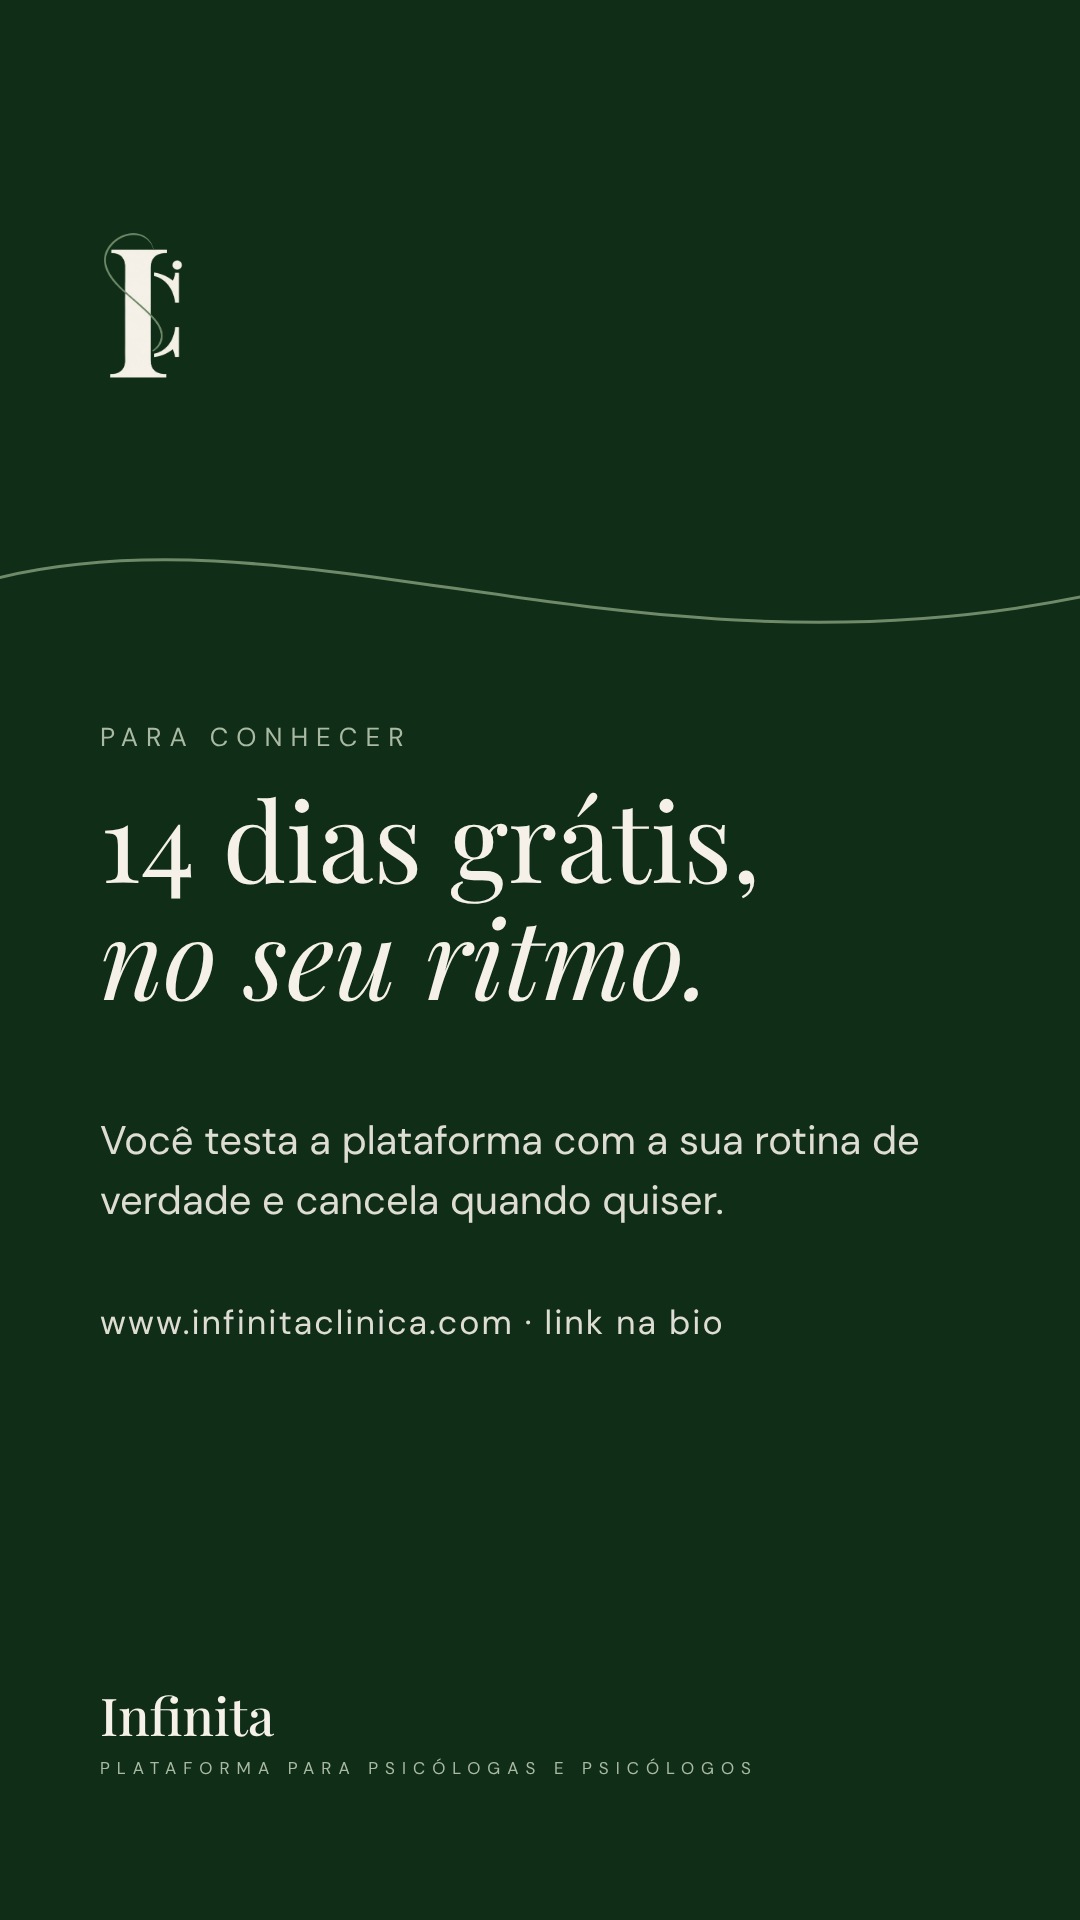 PARA CONHECER
14 dias grátis,
no seu ritmo.
Você testa a plataforma com a sua rotina de
verdade e cancela quando quiser.
www.infinitaclinica.com · link na bio
Infinita
PLATAFORMA PARA PSICÓLOGAS E PSICÓLOGOS